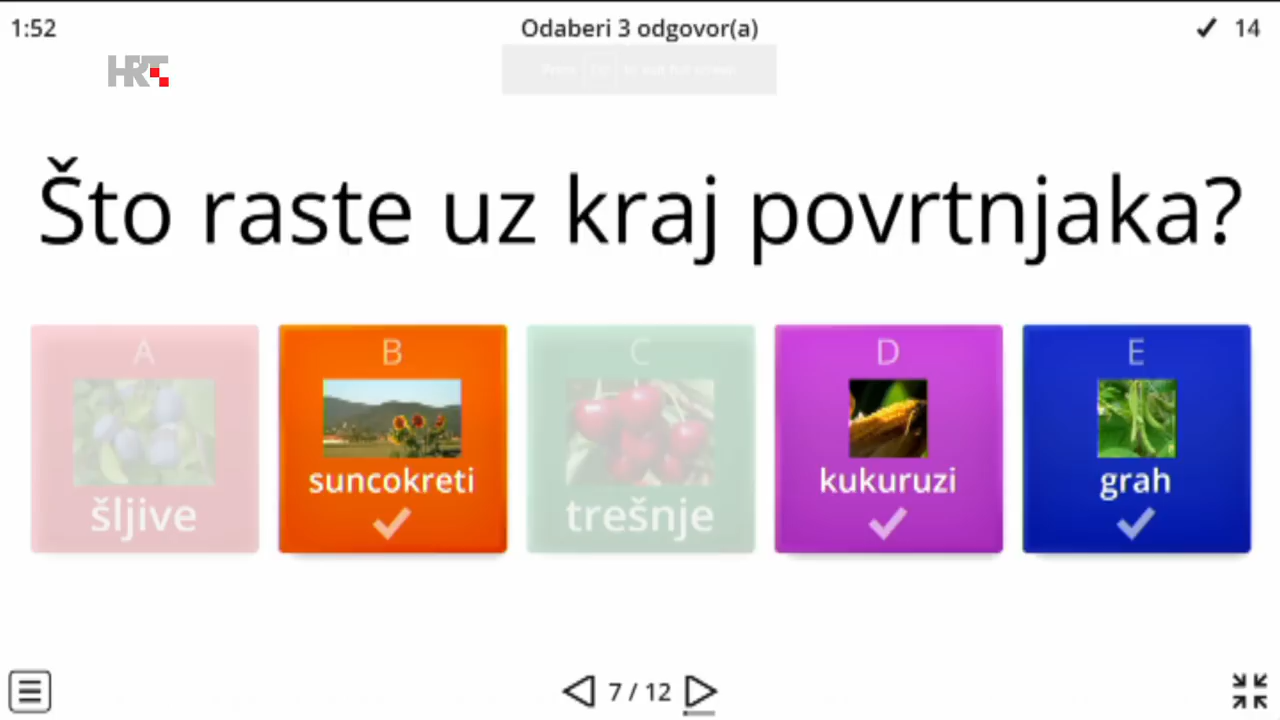 1:52
Odaberi 3 odgovor(a)
14
HRT
Što raste uz kraj povrtnjaka?
A
šljive
B
suncokreti
C
trešnje
D
kukuruzi
E
grah
7 / 12